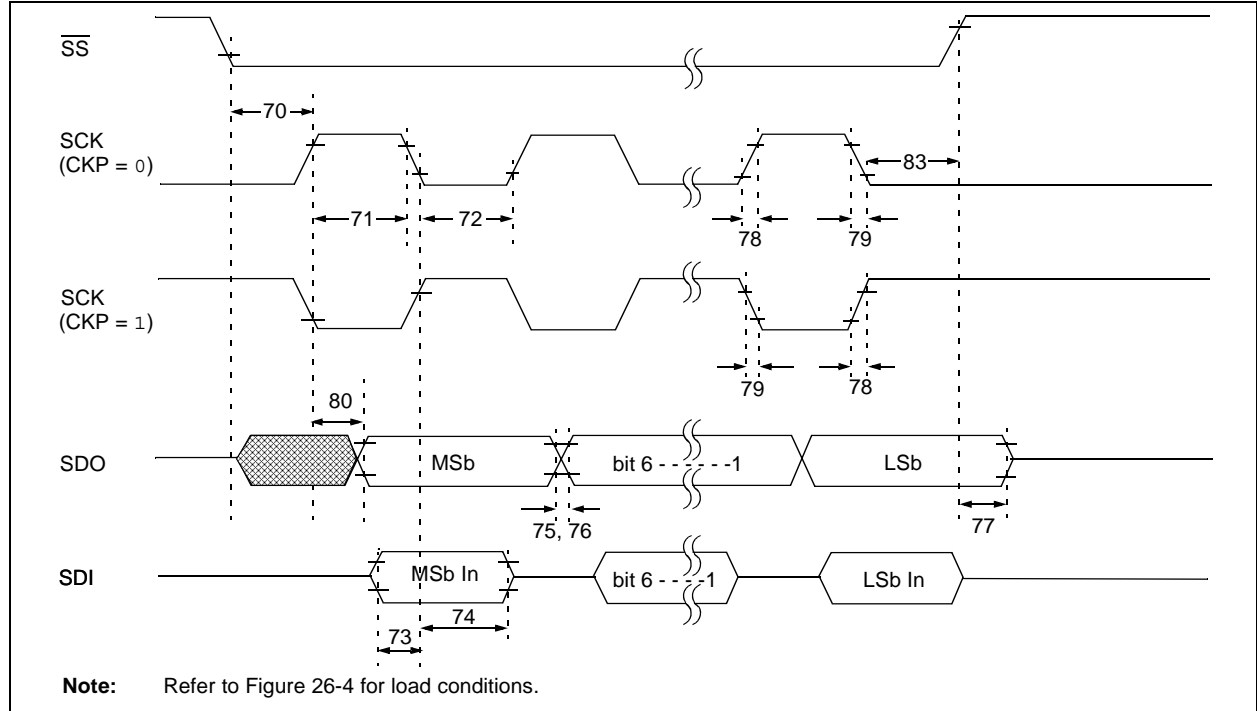 SS
70
SCK
(CKP = 0)
83
71
72
78
79
SCK
(CKP = 1)
79
78
80
SDO
MSb
bit 6 - - - - - -1
LSb
75, 76
77
SDI
MSb In
bit 6 - - - -1
LSb In
74
73
Note: Refer to Figure 26-4 for load conditions.